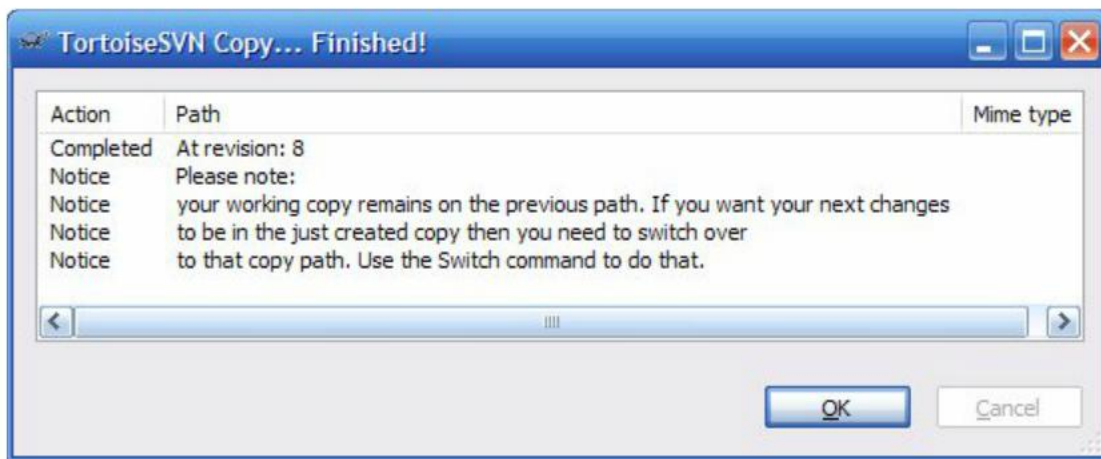 TortoiseSVN Copy... Finished!
Action Path Mime type
Completed At revision: 8
Notice Please note:
Notice your working copy remains on the previous path. If you want your next changes
Notice to be in the just created copy then you need to switch over
Notice to that copy path. Use the Switch command to do that.
OK Cancel